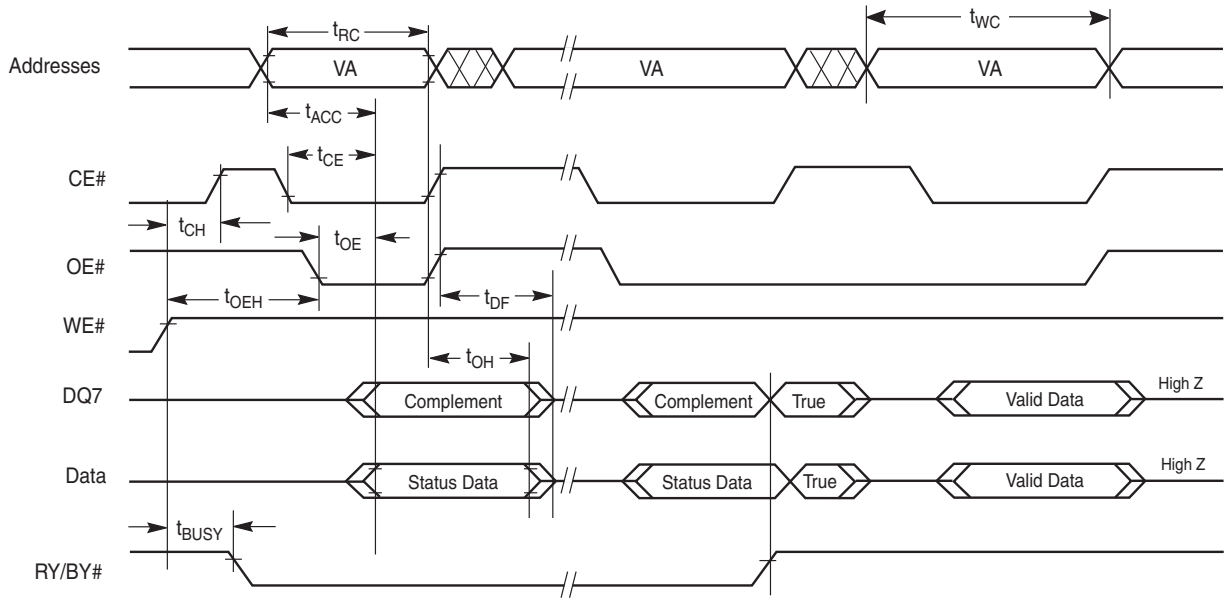 tRC
tWC
Addresses
VA
VA
VA
tACC
tCE
CE#
tCH
tOE
OE#
tOEH
tDF
WE#
tOH
DQ7
Complement
Complement
True
Valid Data
High Z
Data
Status Data
Status Data
True
Valid Data
High Z
tBUSY
RY/BY#